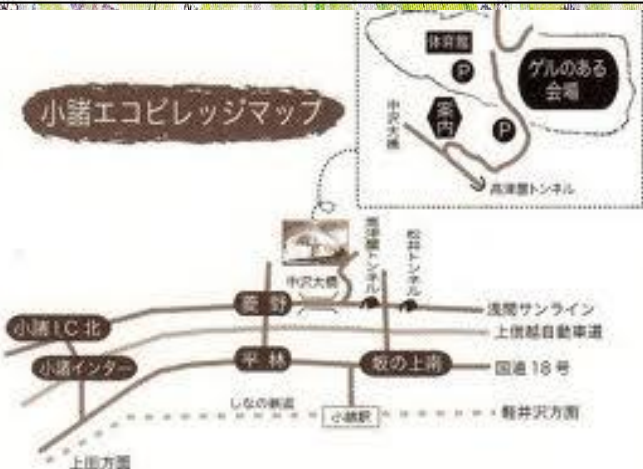 小諸エコビレッジマップ
体育館
P
ゲルのある
会場
案内
P
中沢大橋
高津屋トンネル
高津屋トンネル
松井トンネル
中沢大橋
菱野
浅間サンライン
小諸IC北
上信越自動車道
小諸インター
平林
坂の上南
国道18号
しなの鉄道
小諸駅
軽井沢方面
上田方面